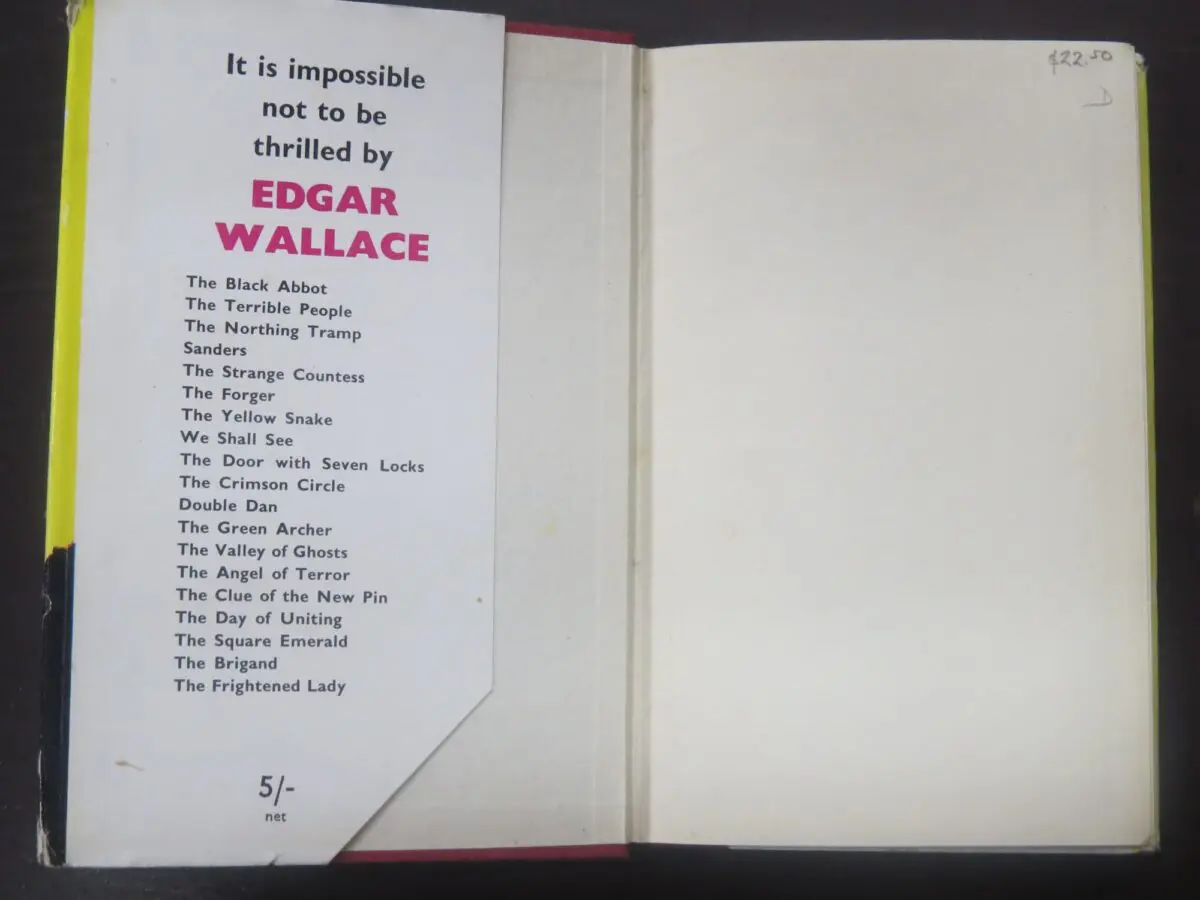 It is impossible
not to be
thrilled by
EDGAR
WALLACE
The Black Abbot
The Terrible People
The Northing Tramp
Sanders
The Strange Countess
The Forger
The Yellow Snake
We Shall See
The Door with Seven Locks
The Crimson Circle
Double Dan
The Green Archer
The Valley of Ghosts
The Angel of Terror
The Clue of the New Pin
The Day of Uniting
The Square Emerald
The Brigand
The Frightened Lady
5/-
net
$22.50
D